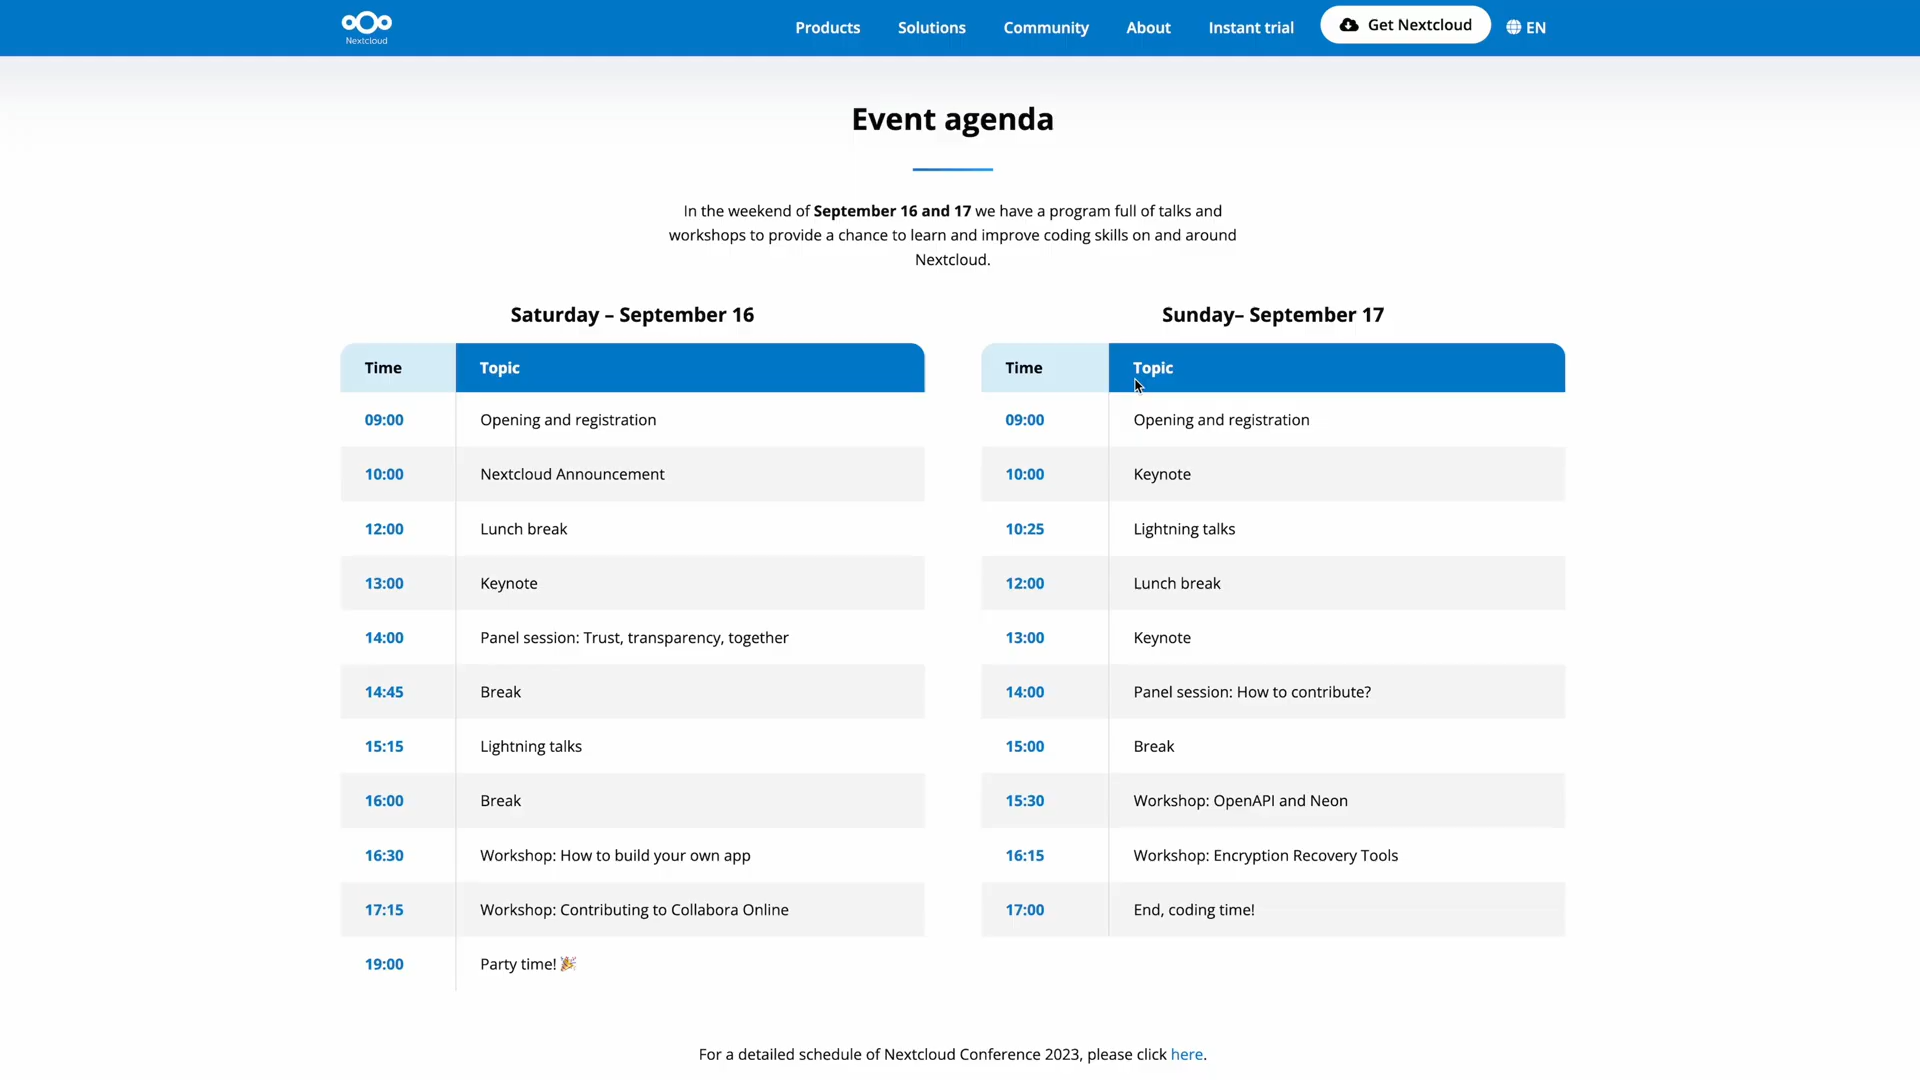 Nextcloud
Products
Solutions
Community
About
Instant trial
Get Nextcloud
EN
Event agenda
In the weekend of September 16 and 17 we have a program full of talks and
workshops to provide a chance to learn and improve coding skills on and around
Nextcloud.
Saturday – September 16
Time Topic
09:00 Opening and registration
10:00 Nextcloud Announcement
12:00 Lunch break
13:00 Keynote
14:00 Panel session: Trust, transparency, together
14:45 Break
15:15 Lightning talks
16:00 Break
16:30 Workshop: How to build your own app
17:15 Workshop: Contributing to Collabora Online
19:00 Party time! 🎉
Sunday– September 17
Time Topic
09:00 Opening and registration
10:00 Keynote
10:25 Lightning talks
12:00 Lunch break
13:00 Keynote
14:00 Panel session: How to contribute?
15:00 Break
15:30 Workshop: OpenAPI and Neon
16:15 Workshop: Encryption Recovery Tools
17:00 End, coding time!
For a detailed schedule of Nextcloud Conference 2023, please click here.